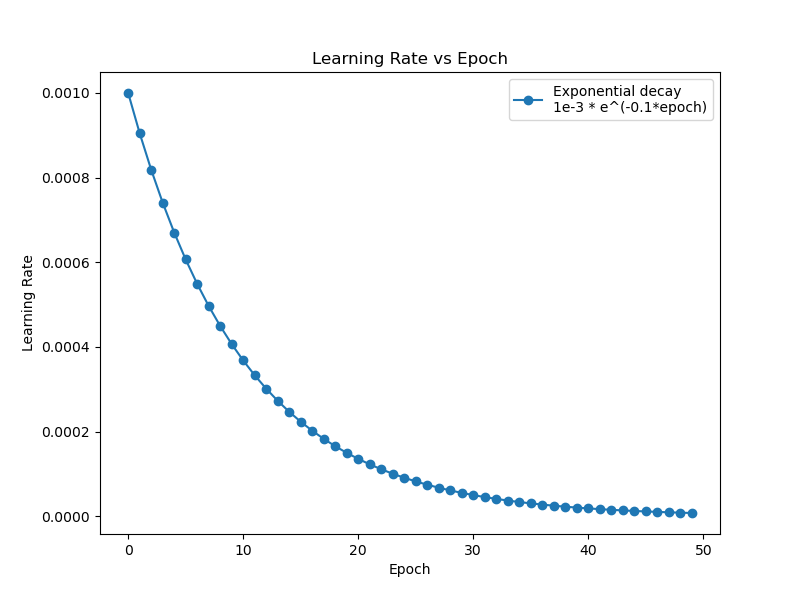 Learning Rate vs Epoch
Exponential decay
1e-3 * e^(-0.1*epoch)
Learning Rate
0.0010
0.0008
0.0006
0.0004
0.0002
0.0000
0 10 20 30 40 50
Epoch